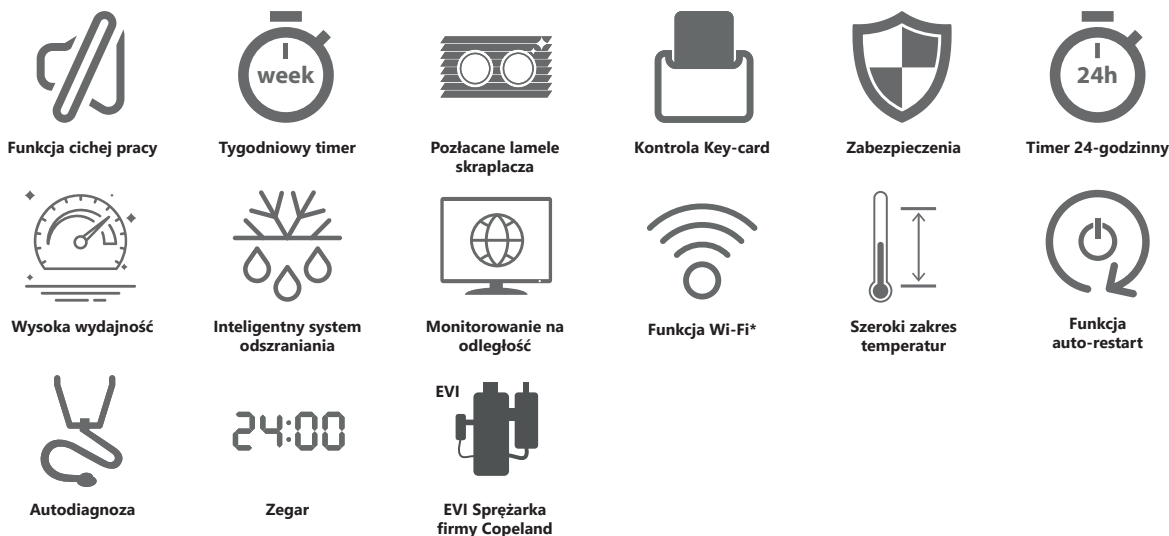 week
24h
Funkcja cichej pracy
Tygodniowy timer
Pozłacane lamele
skraplacza
Kontrola Key-card
Zabezpieczenia
Timer 24-godzinny
Wysoka wydajność
Inteligentny system
odszraniania
Monitorowanie na
odległość
Funkcja Wi-Fi*
Szeroki zakres
temperatur
Funkcja
auto-restart
24:00
EVI
Autodiagnoza
Zegar
EVI Sprężarka
firmy Copeland